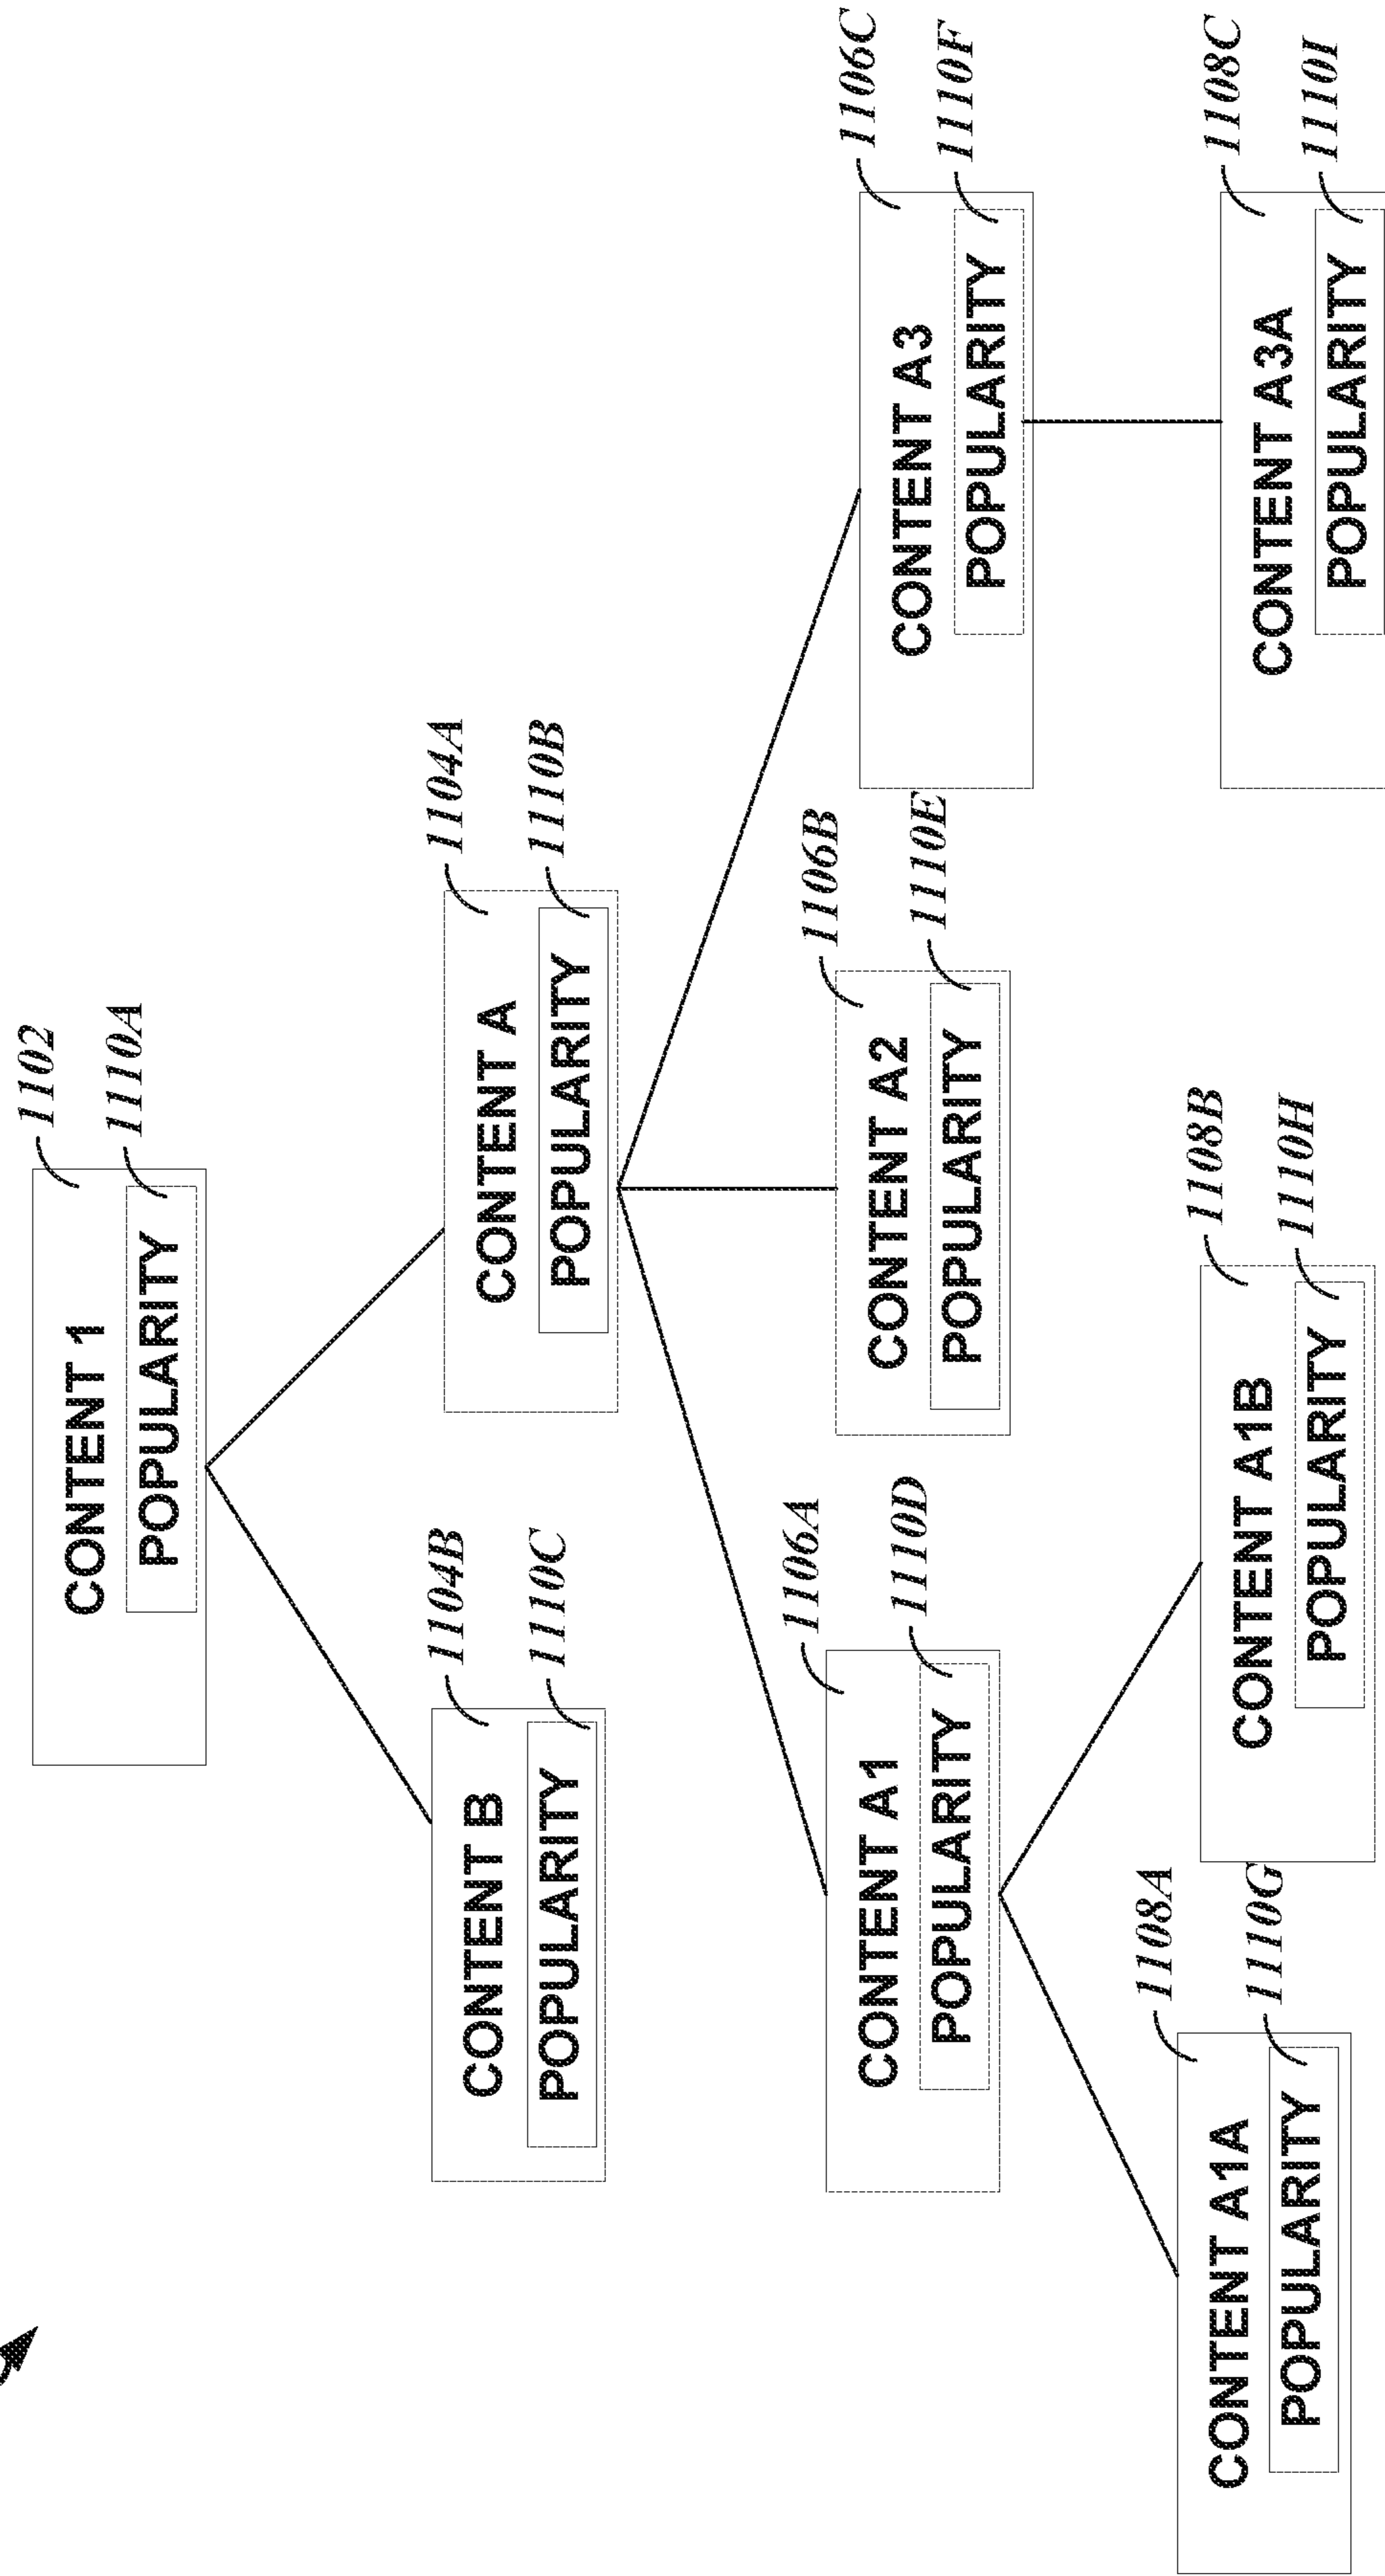 CONTENT 1
POPULARITY
1102
1110A
CONTENT B
POPULARITY
1104B
1110C
CONTENT A
POPULARITY
1104A
1110B
CONTENT A1
POPULARITY
1106A
1110D
CONTENT A2
POPULARITY
1106B
1110E
CONTENT A3
POPULARITY
1106C
1110F
CONTENT A1A
POPULARITY
1108A
1110G
CONTENT A1B
POPULARITY
1108B
1110H
CONTENT A3A
POPULARITY
1108C
1110I